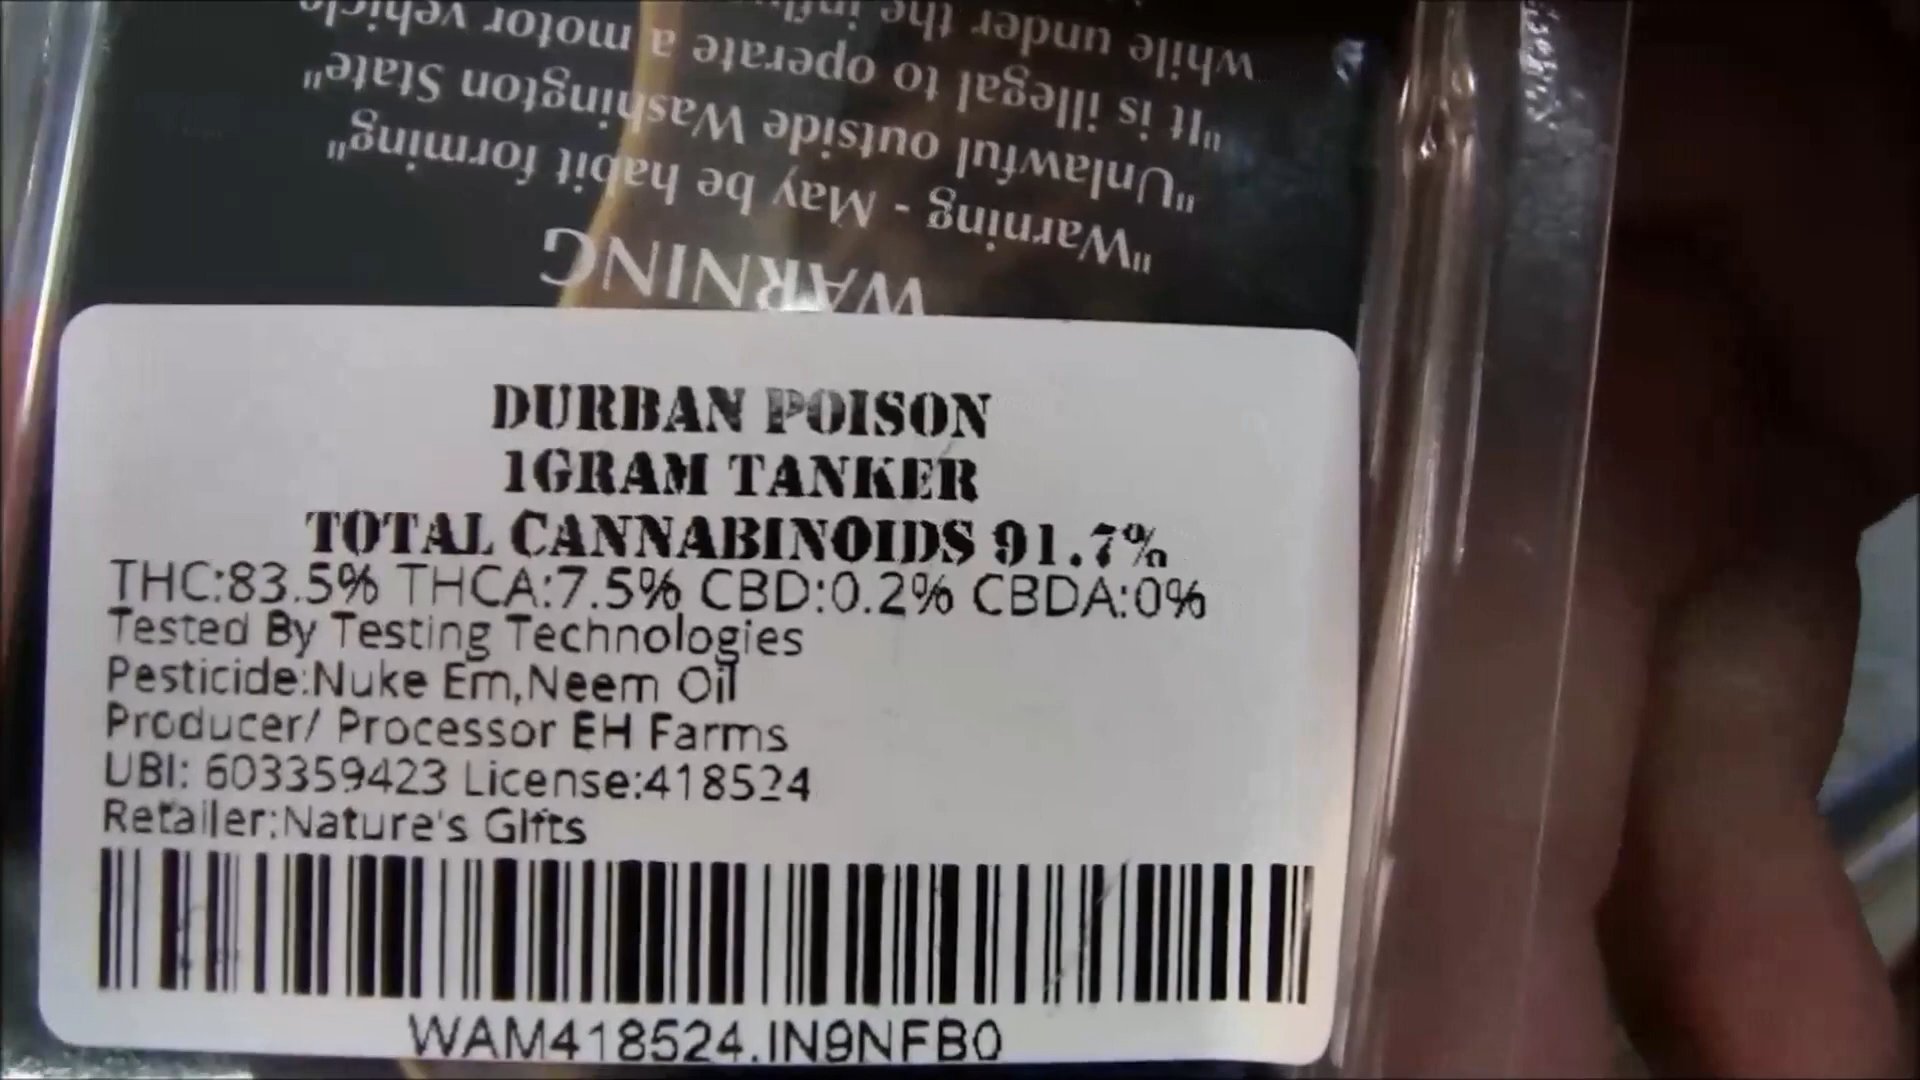 DURBAN POISON
1GRAM TANKER
TOTAL CANNABINOIDS 91.7%
THC:83.5% THCA:7.5% CBD:0.2% CBDA:0%
Tested By Testing Technologies
Pesticide:Nuke Em,Neem Oil
Producer/ Processor EH Farms
UBI: 603359423 License:418524
Retailer:Nature's Gifts
WAM418524.IN9NFB0
WARNING
"Warning - May be habit forming"
"Unlawful outside Washington State"
"It is illegal to operate a motor vehicle
while under the